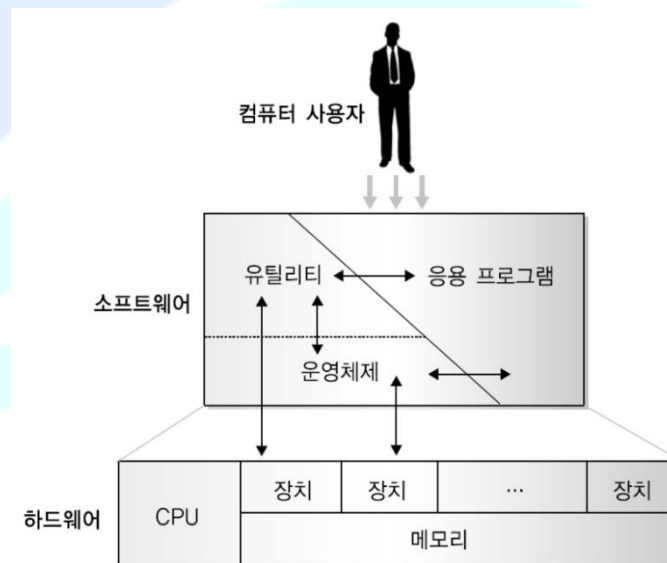 컴퓨터 사용자
유틸리티
응용 프로그램
소프트웨어
운영체제
장치
장치
…
장치
하드웨어
CPU
메모리